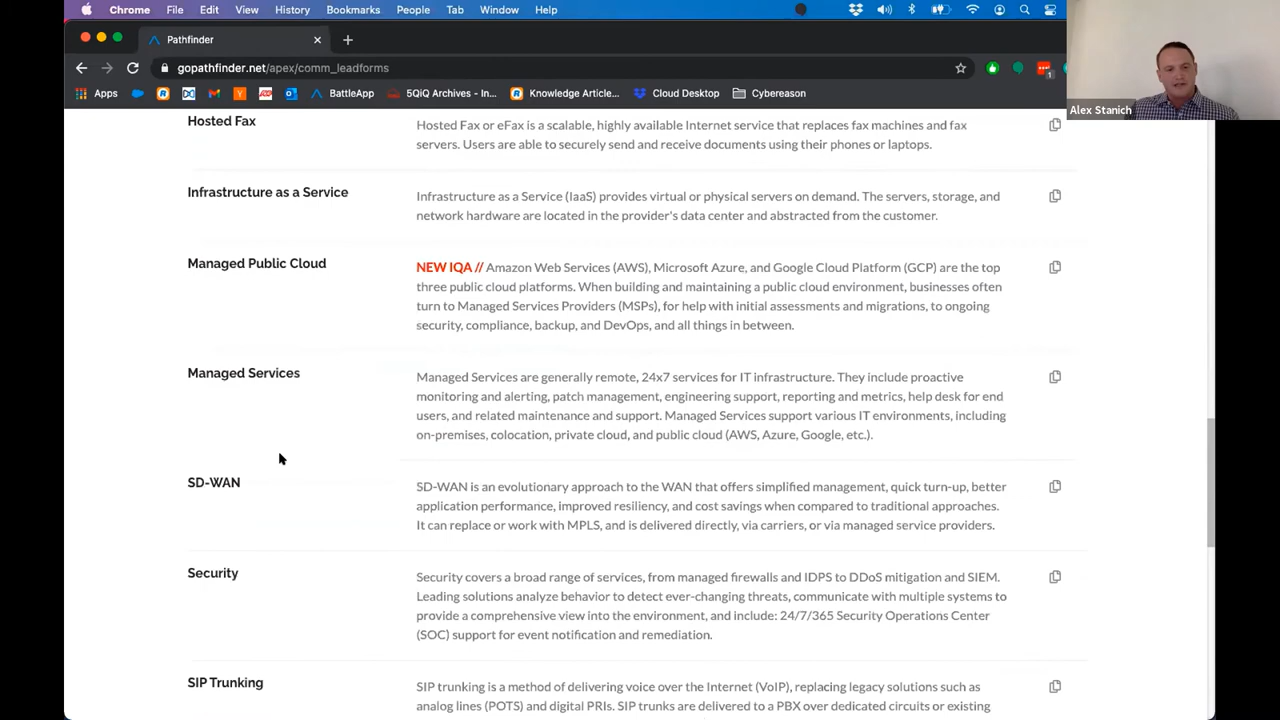 Chrome File Edit View History Bookmarks People Tab Window Help
Pathfinder
gopathfinder.net/apex/comm_leadforms
Apps BattleApp 5QiQ Archives - In... Knowledge Article... Cloud Desktop Cybereason
Alex Stanich
Hosted Fax
Hosted Fax or eFax is a scalable, highly available Internet service that replaces fax machines and fax
servers. Users are able to securely send and receive documents using their phones or laptops.
Infrastructure as a Service
Infrastructure as a Service (IaaS) provides virtual or physical servers on demand. The servers, storage, and
network hardware are located in the provider's data center and abstracted from the customer.
Managed Public Cloud
NEW IQA // Amazon Web Services (AWS), Microsoft Azure, and Google Cloud Platform (GCP) are the top
three public cloud platforms. When building and maintaining a public cloud environment, businesses often
turn to Managed Services Providers (MSPs), for help with initial assessments and migrations, to ongoing
security, compliance, backup, and DevOps, and all things in between.
Managed Services
Managed Services are generally remote, 24x7 services for IT infrastructure. They include proactive
monitoring and alerting, patch management, engineering support, reporting and metrics, help desk for end
users, and related maintenance and support. Managed Services support various IT environments, including
on-premises, colocation, private cloud, and public cloud (AWS, Azure, Google, etc.).
SD-WAN
SD-WAN is an evolutionary approach to the WAN that offers simplified management, quick turn-up, better
application performance, improved resiliency, and cost savings when compared to traditional approaches.
It can replace or work with MPLS, and is delivered directly, via carriers, or via managed service providers.
Security
Security covers a broad range of services, from managed firewalls and IDPS to DDoS mitigation and SIEM.
Leading solutions analyze behavior to detect ever-changing threats, communicate with multiple systems to
provide a comprehensive view into the environment, and include: 24/7/365 Security Operations Center
(SOC) support for event notification and remediation.
SIP Trunking
SIP trunking is a method of delivering voice over the Internet (VoIP), replacing legacy solutions such as
analog lines (POTS) and digital PRIs. SIP trunks are delivered to a PBX over dedicated circuits or existing